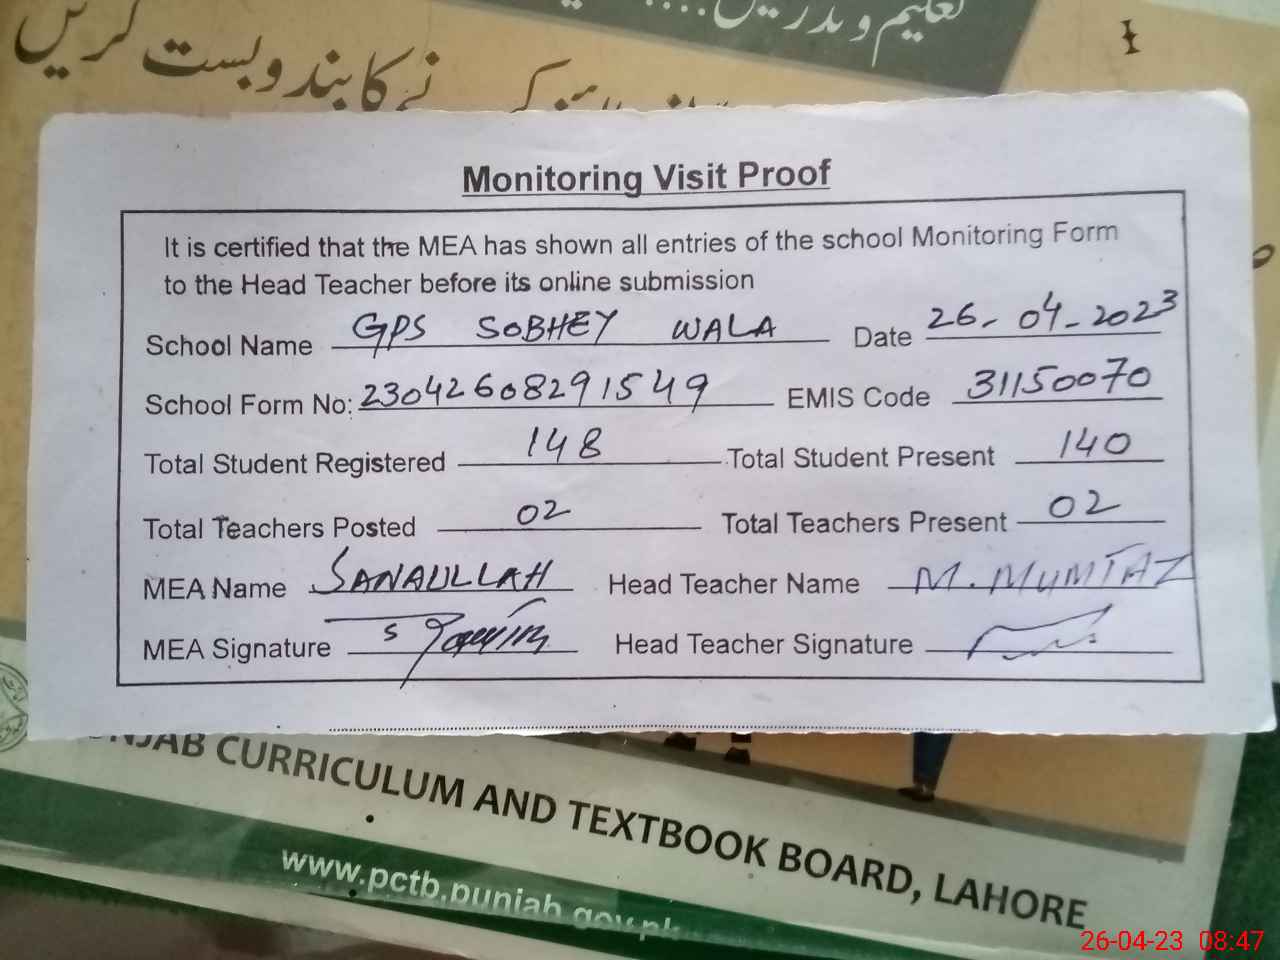 تعلیم و تدریس....
نے کا بندوبست کریں
Monitoring Visit Proof
It is certified that the MEA has shown all entries of the school Monitoring Form
to the Head Teacher before its online submission
School Name GPS SOBHEY WALA Date 26-04-2023
School Form No: 23042608291549 EMIS Code 31150070
Total Student Registered 148 Total Student Present 140
Total Teachers Posted 02 Total Teachers Present 02
MEA Name SANAULLAH Head Teacher Name M. MUMTAZ
MEA Signature Head Teacher Signature
PUNJAB CURRICULUM AND TEXTBOOK BOARD, LAHORE
www.pctb.punjab.gov.pk
26-04-23 08:47